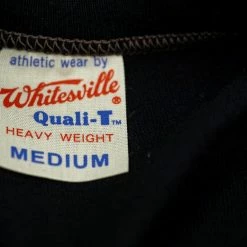 athletic wear by
Whitesville®
Quali-T™
HEAVY WEIGHT
MEDIUM